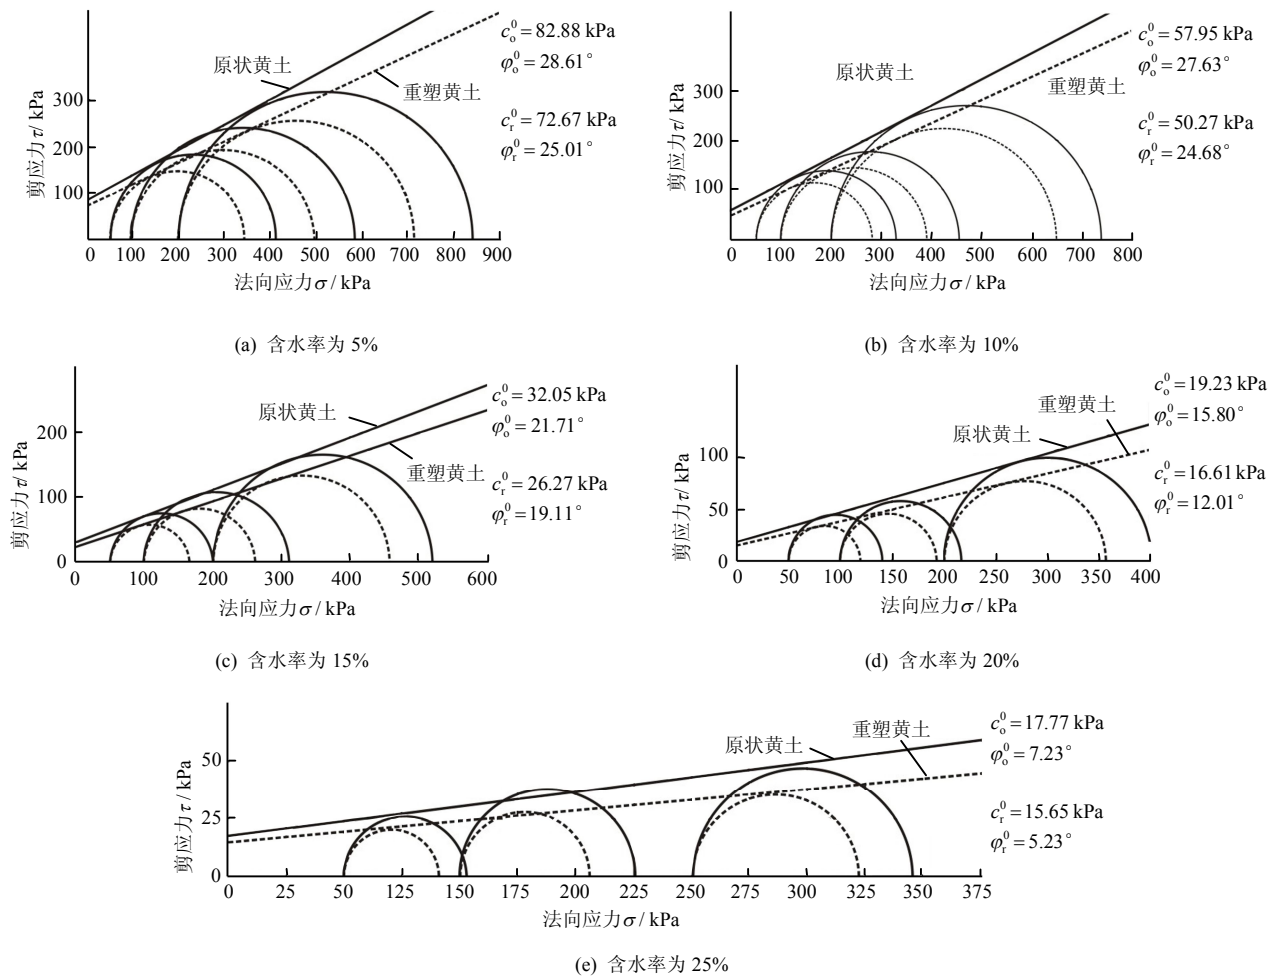 c_o^0 = 82.88 kPa
φ_o^0 = 28.61°
原状黄土
重塑黄土
c_r^0 = 72.67 kPa
φ_r^0 = 25.01°
剪应力τ/ kPa
300
200
100
0 100 200 300 400 500 600 700 800 900
法向应力σ/ kPa
(a) 含水率为 5%
c_o^0 = 57.95 kPa
φ_o^0 = 27.63°
原状黄土
重塑黄土
c_r^0 = 50.27 kPa
φ_r^0 = 24.68°
剪应力τ/ kPa
300
200
100
0 100 200 300 400 500 600 700 800
法向应力σ/ kPa
(b) 含水率为 10%
c_o^0 = 32.05 kPa
φ_o^0 = 21.71°
原状黄土
重塑黄土
c_r^0 = 26.27 kPa
φ_r^0 = 19.11°
剪应力τ/ kPa
200
100
0
0 100 200 300 400 520 600
法向应力σ/ kPa
(c) 含水率为 15%
c_o^0 = 19.23 kPa
φ_o^0 = 15.80°
重塑黄土
原状黄土
c_r^0 = 16.61 kPa
φ_r^0 = 12.01°
剪应力τ/ kPa
100
50
0
0 50 100 150 200 250 300 350 400
法向应力σ/ kPa
(d) 含水率为 20%
c_o^0 = 17.77 kPa
φ_o^0 = 7.23°
重塑黄土
原状黄土
c_r^0 = 15.65 kPa
φ_r^0 = 5.23°
剪应力τ/ kPa
50
25
0
0 25 50 125 150 175 200 225 250 275 300 325 350 375
法向应力σ/ kPa
(e) 含水率为 25%